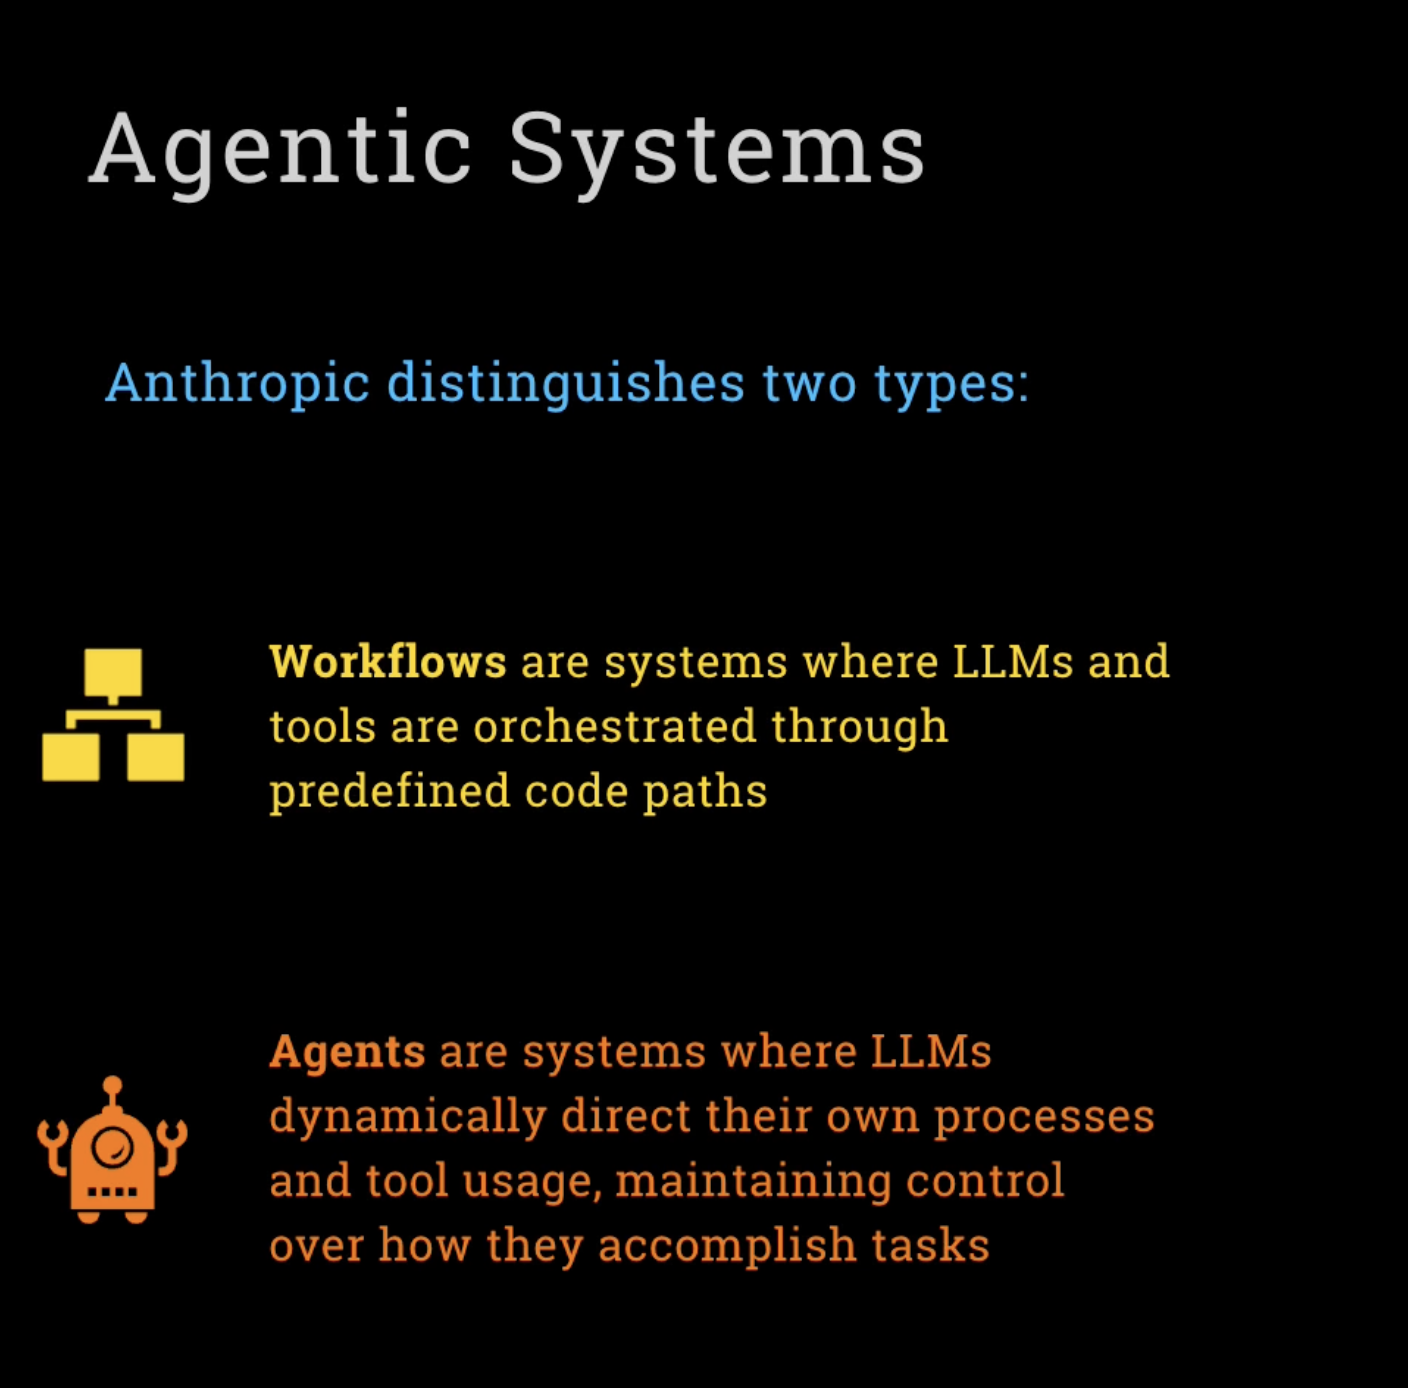 Agentic Systems
Anthropic distinguishes two types:
Workflows are systems where LLMs and
tools are orchestrated through
predefined code paths
Agents are systems where LLMs
dynamically direct their own processes
and tool usage, maintaining control
over how they accomplish tasks